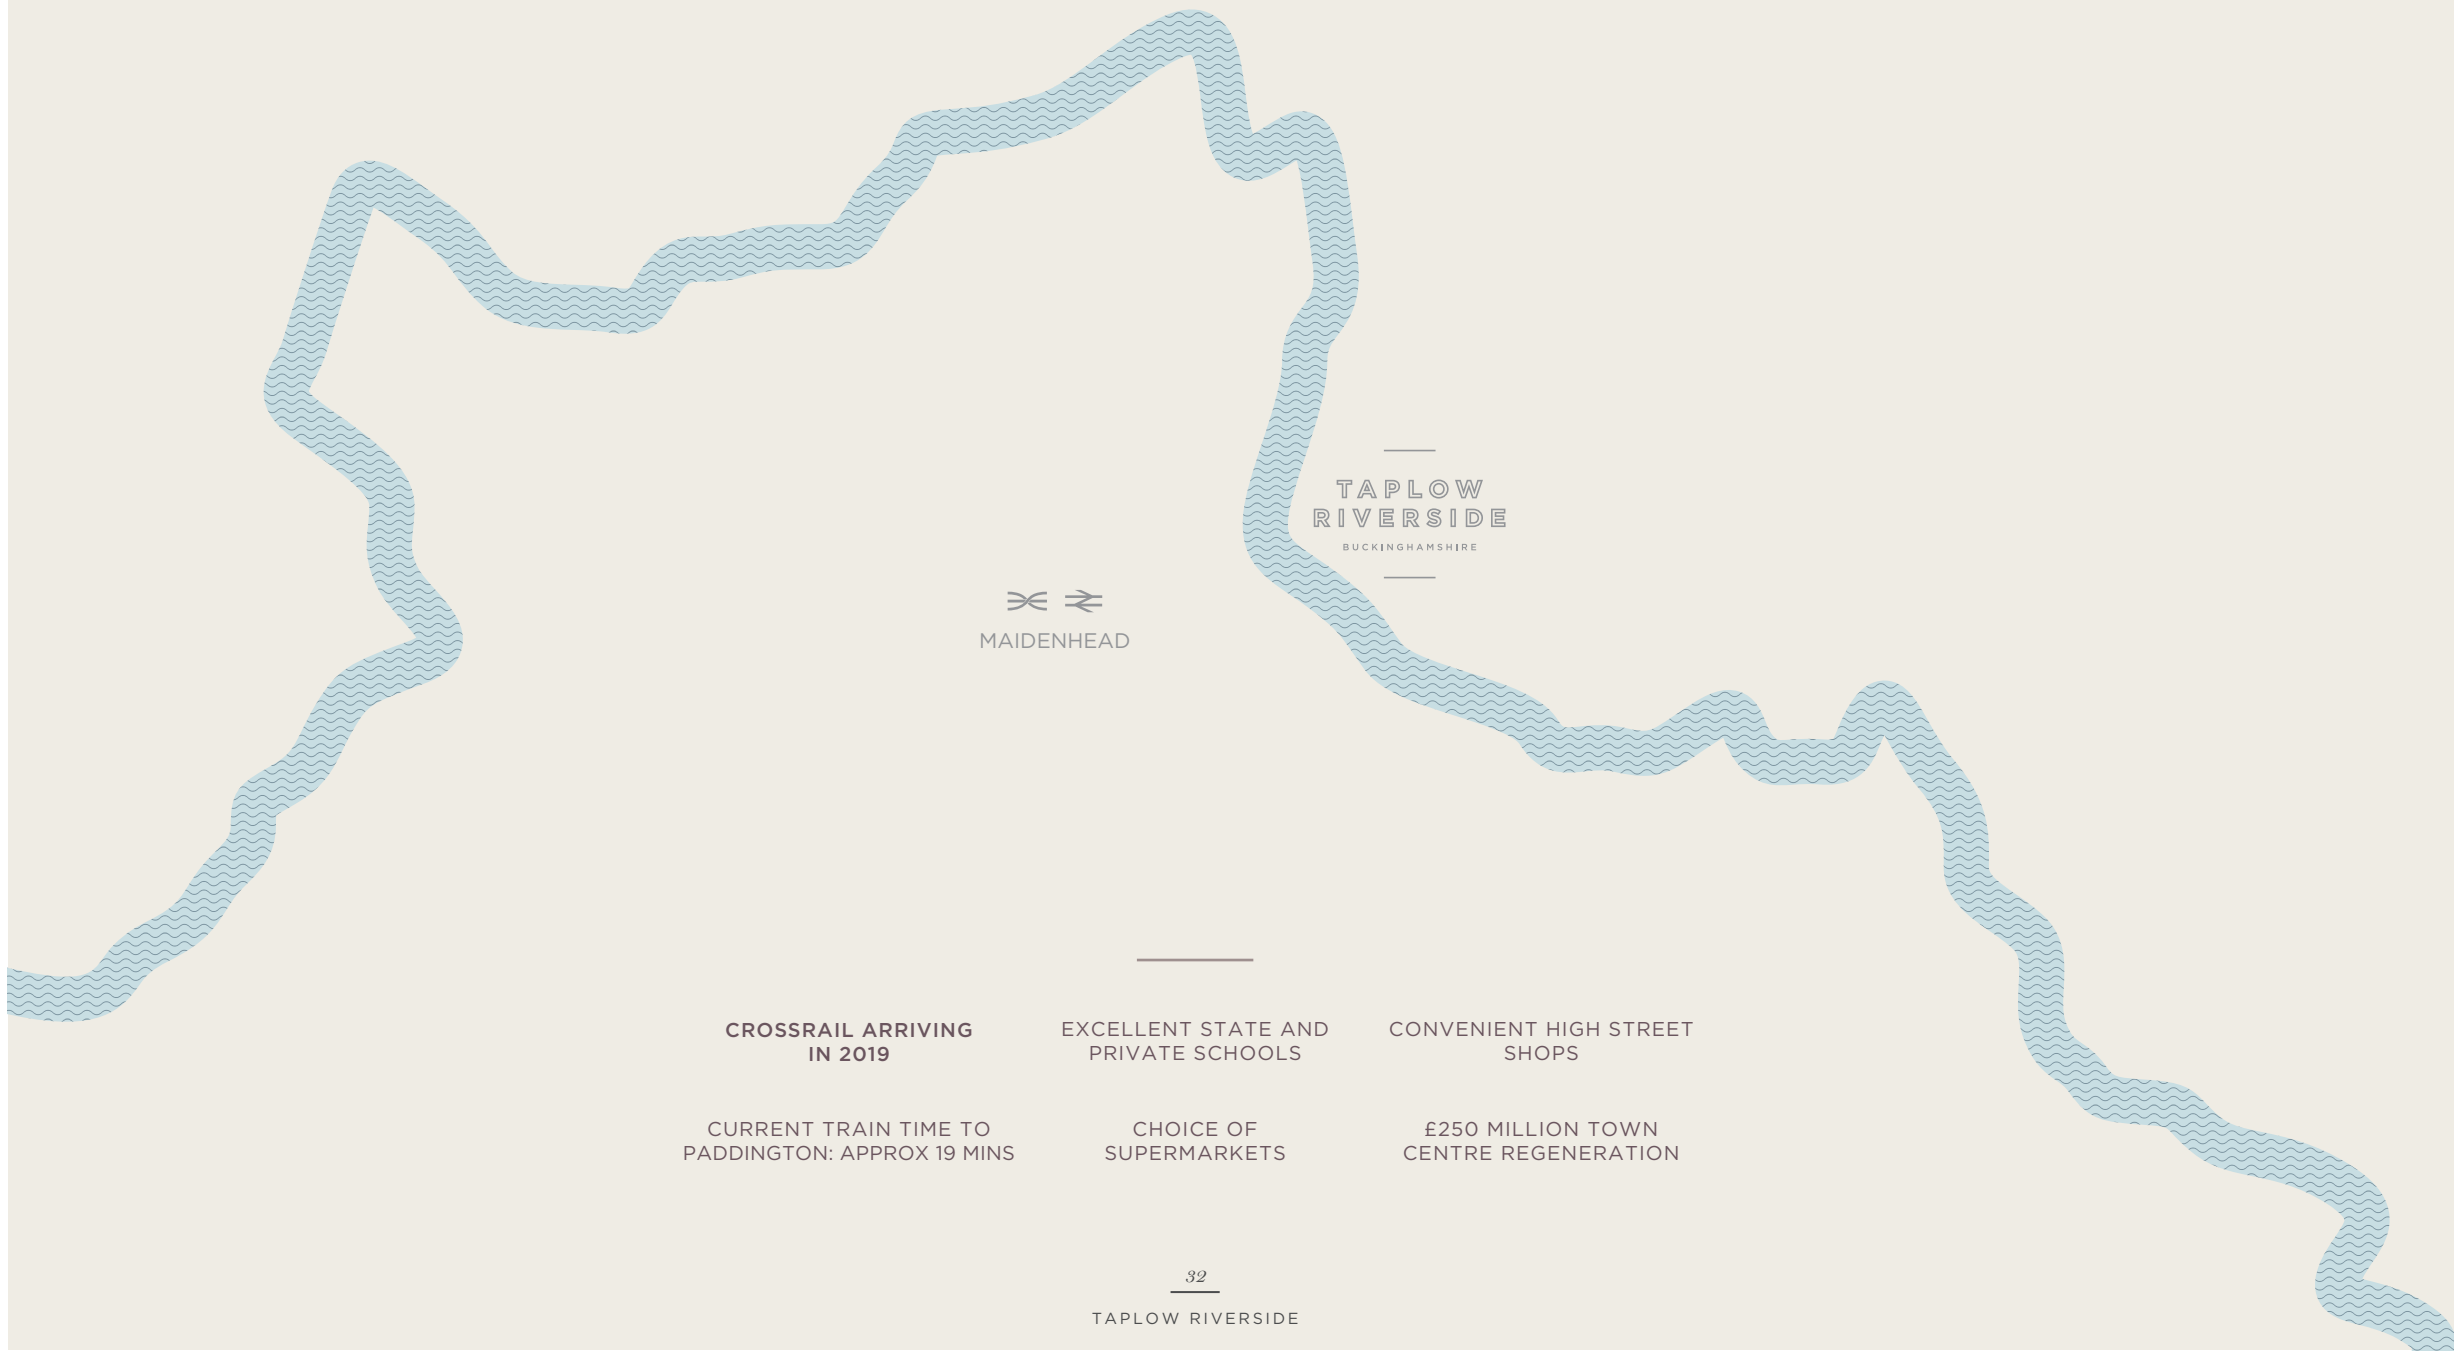 TAPLOW
RIVERSIDE
BUCKINGHAMSHIRE
MAIDENHEAD
CROSSRAIL ARRIVING
IN 2019
EXCELLENT STATE AND
PRIVATE SCHOOLS
CONVENIENT HIGH STREET
SHOPS
CURRENT TRAIN TIME TO
PADDINGTON: APPROX 19 MINS
CHOICE OF
SUPERMARKETS
£250 MILLION TOWN
CENTRE REGENERATION
32
TAPLOW RIVERSIDE